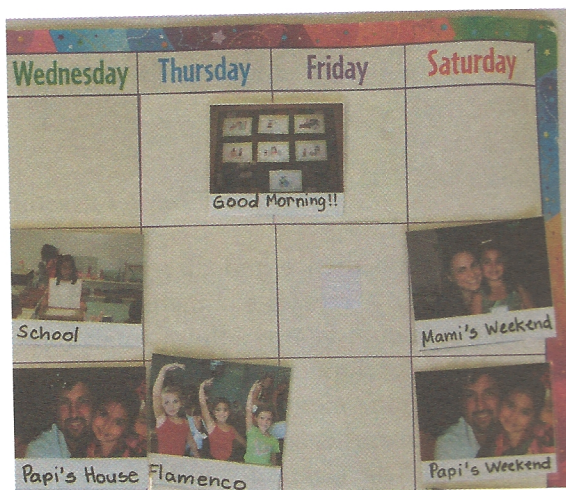 Wednesday Thursday Friday Saturday
Good Morning!!
School
Mami's Weekend
Papi's House
Flamenco
Papi's Weekend